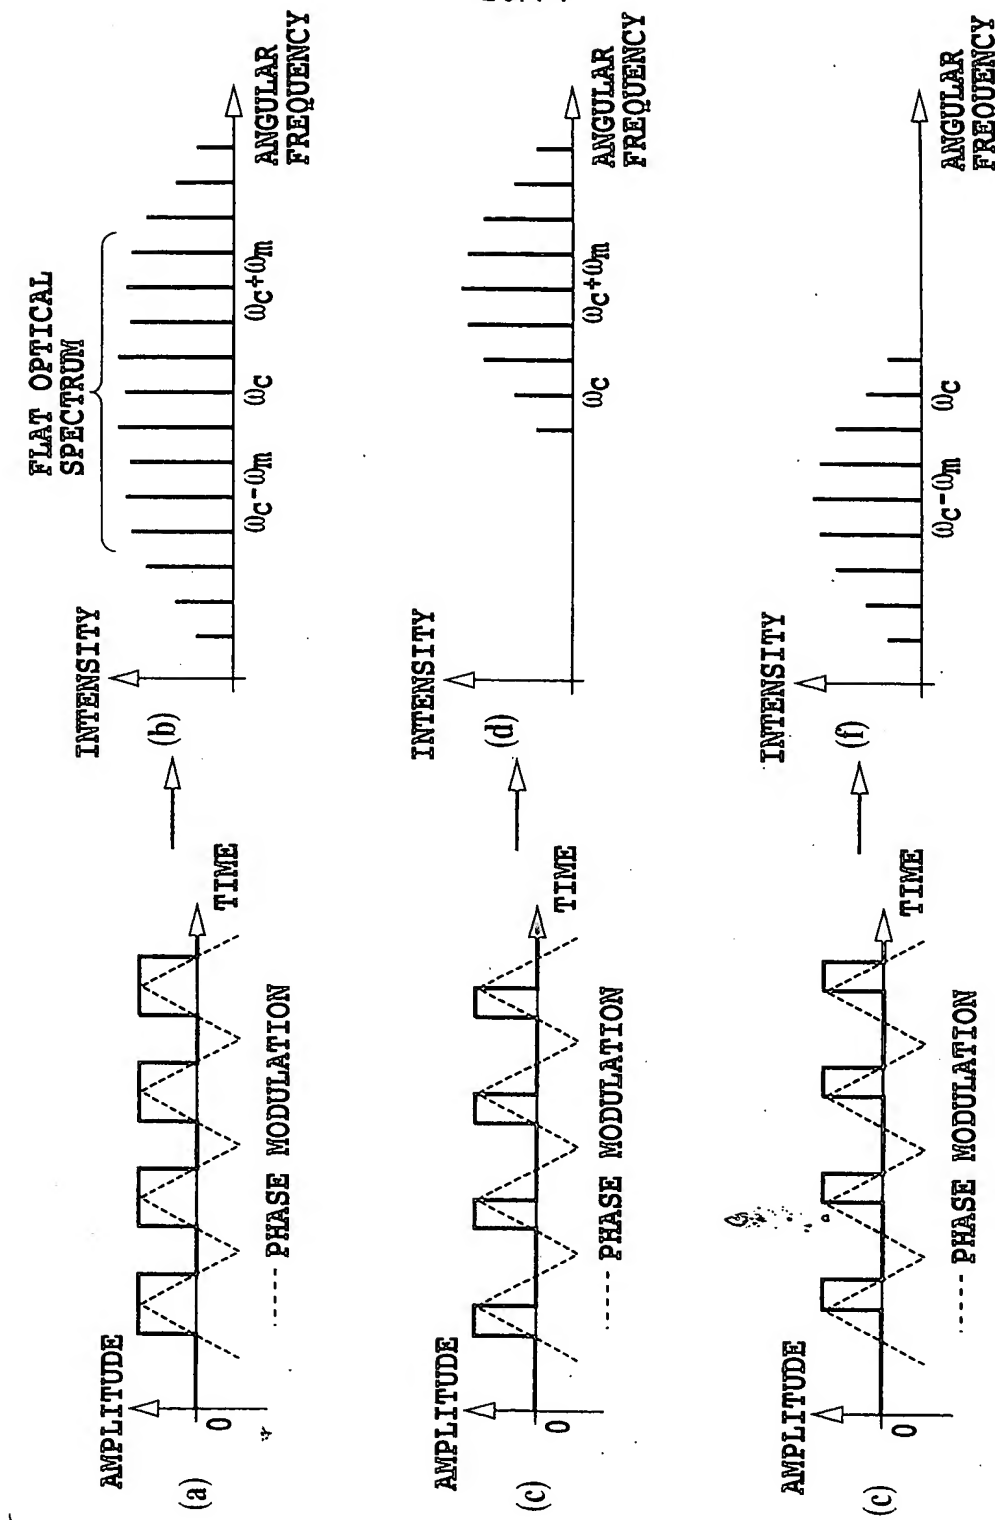 (a)
AMPLITUDE
0
TIME
PHASE MODULATION
(b)
INTENSITY
FLAT OPTICAL
SPECTRUM
ωc-ωm
ωc
ωc+ωm
ANGULAR
FREQUENCY
(c)
AMPLITUDE
0
TIME
PHASE MODULATION
(d)
INTENSITY
ωc
ωc+ωm
ANGULAR
FREQUENCY
(c)
AMPLITUDE
0
TIME
PHASE MODULATION
(f)
INTENSITY
ωc-ωm
ωc
ANGULAR
FREQUENCY